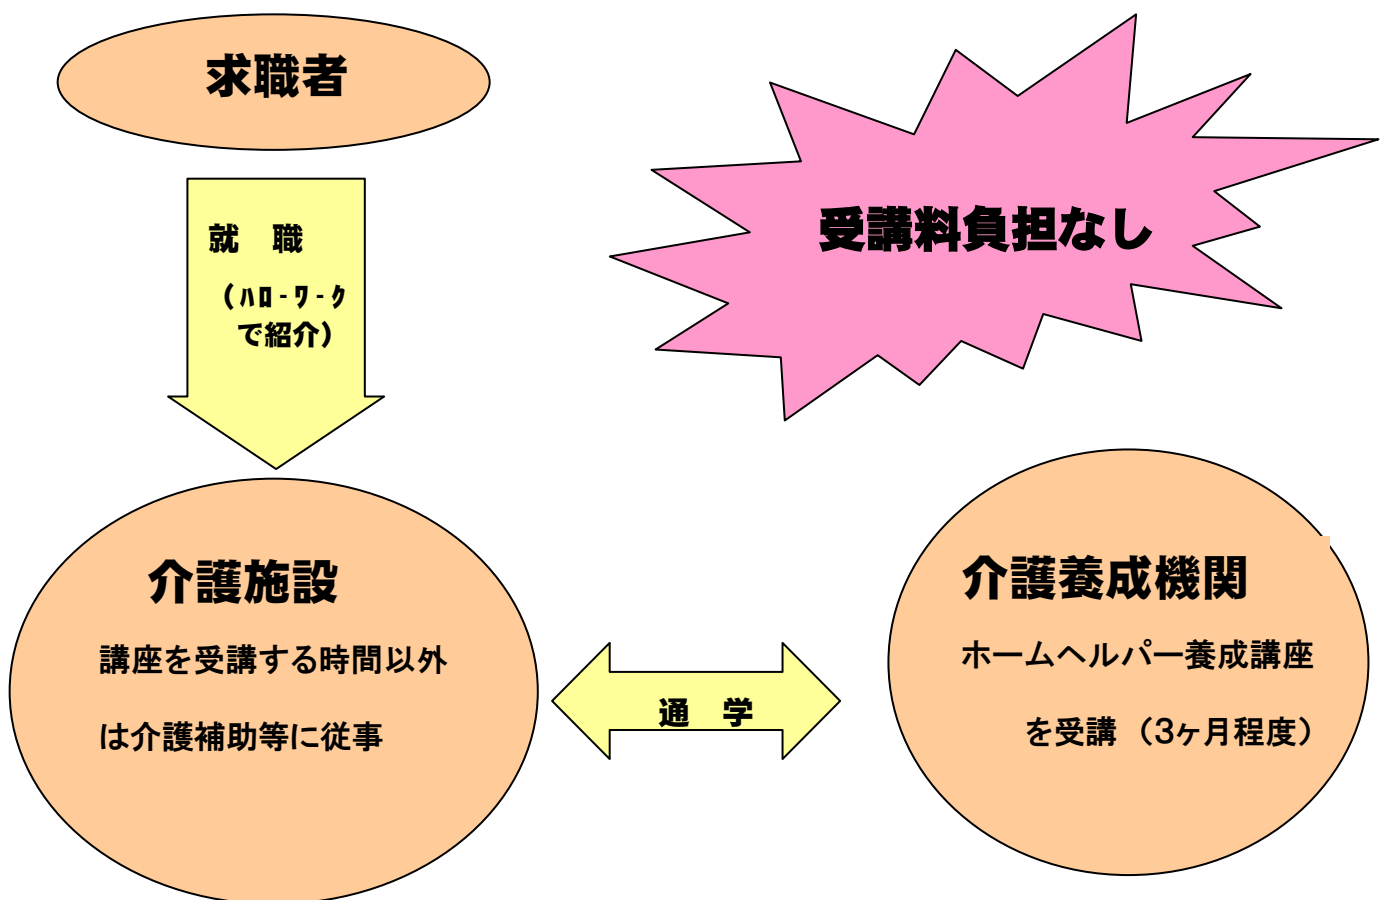 求職者
受講料負担なし
就　職
（ﾊﾛｰﾜｰｸ
で紹介）
介護施設
講座を受講する時間以外
は介護補助等に従事
通　学
介護養成機関
ホームヘルパー養成講座
を受講（3ヶ月程度）